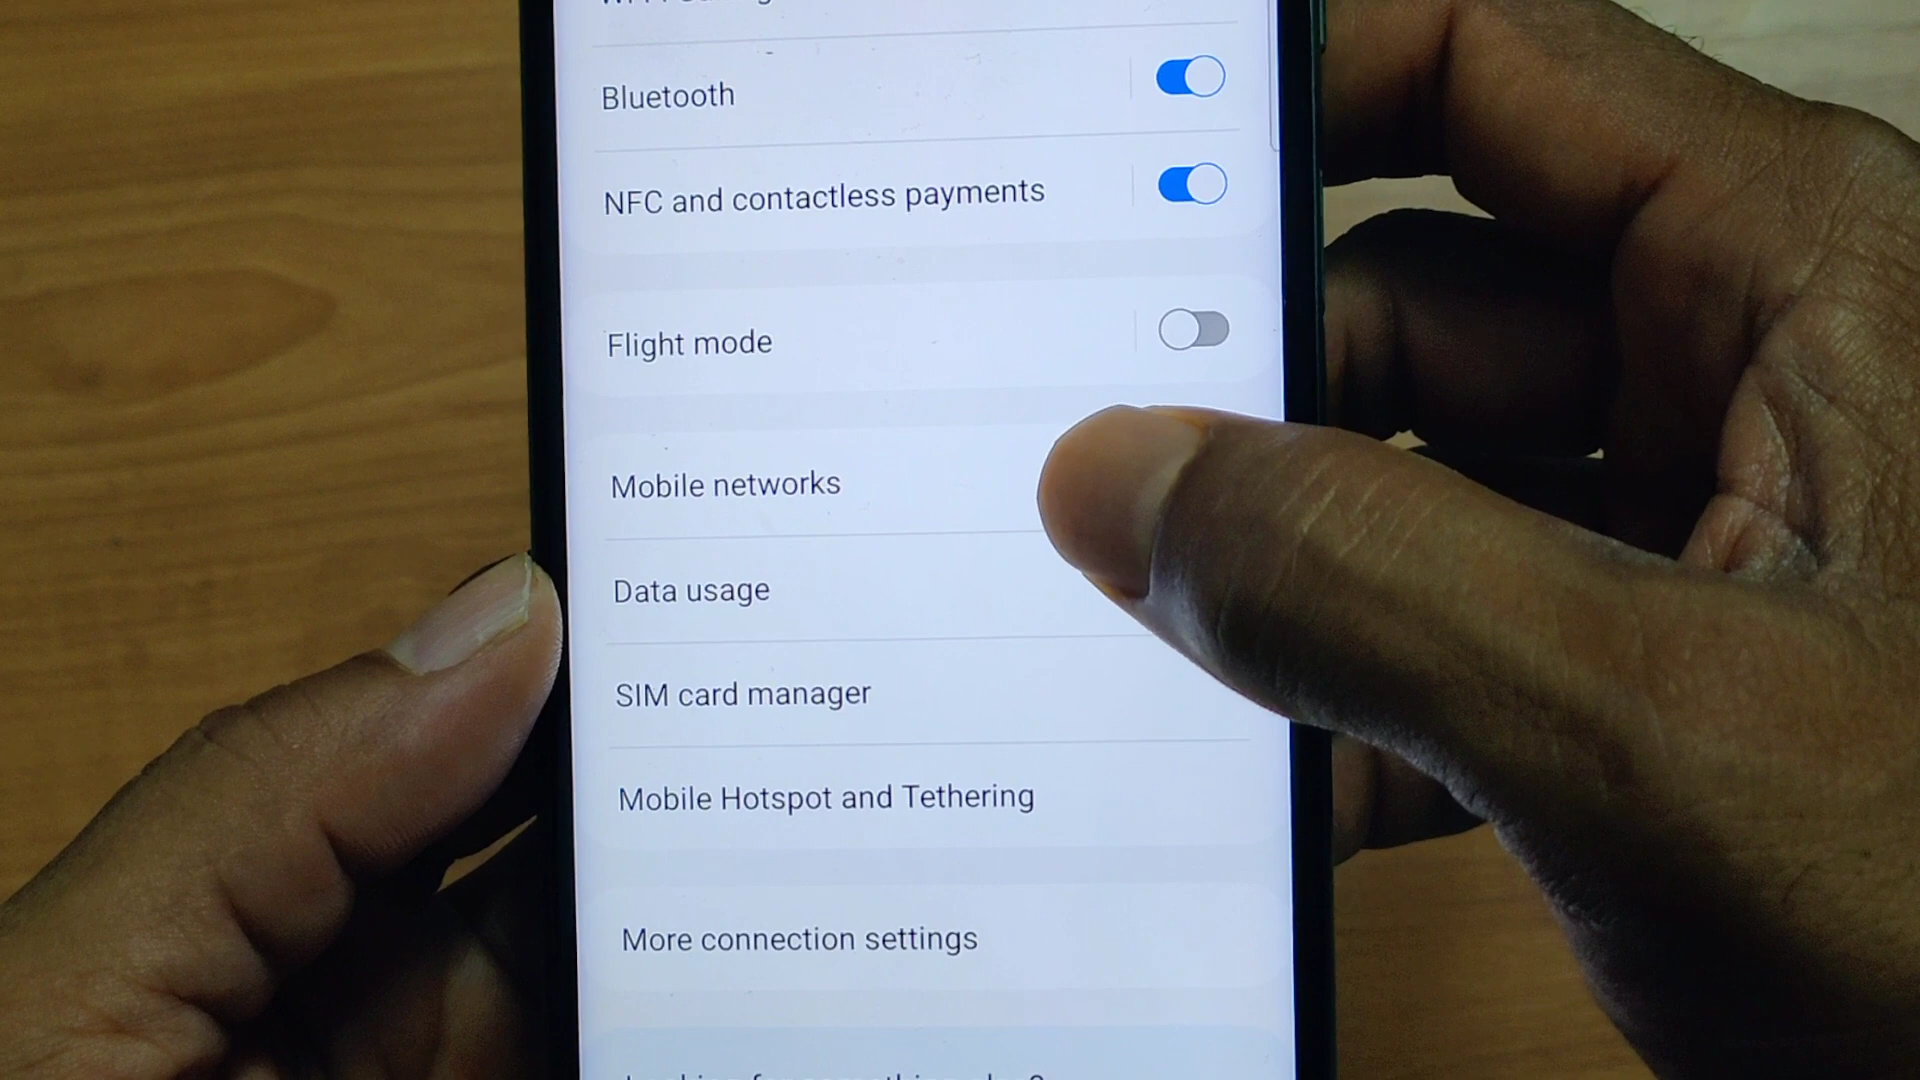 Bluetooth
NFC and contactless payments
Flight mode
Mobile networks
Data usage
SIM card manager
Mobile Hotspot and Tethering
More connection settings